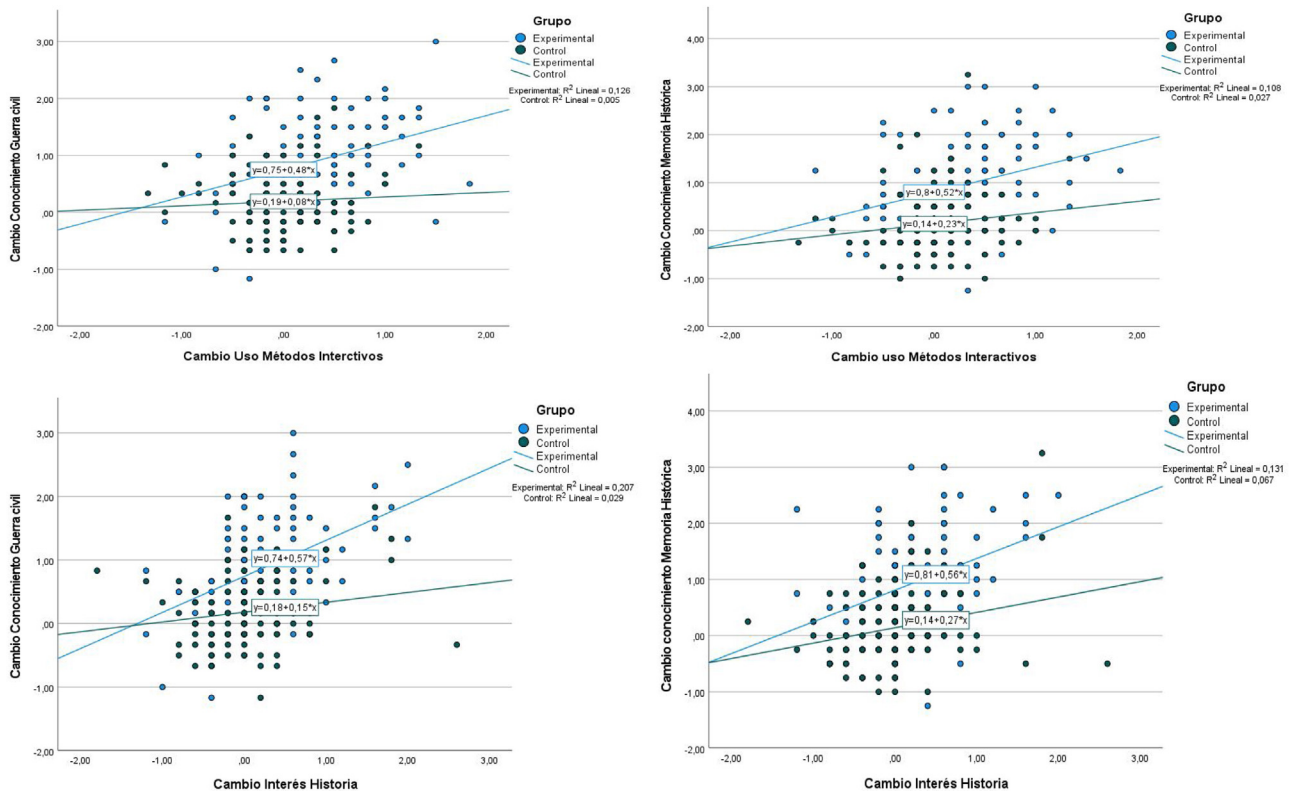 Grupo
Experimental
Control
Experimental
Control
Experimental: R² Lineal = 0,126
Control: R² Lineal = 0,005
3,00
2,00
1,00
,00
-1,00
-2,00
Cambio Conocimiento Guerra civil
y=0,75+0,48*x
y=0,19+0,08*x
-2,00 -1,00 ,00 1,00 2,00
Cambio Uso Métodos Interctivos
Grupo
Experimental
Control
Experimental
Control
Experimental: R² Lineal = 0,108
Control: R² Lineal = 0,027
4,00
3,00
2,00
1,00
,00
-1,00
-2,00
Cambio Conocimiento Memoria Histórica
y=0,8+0,52*x
y=0,14+0,23*x
-2,00 -1,00 ,00 1,00 2,00
Cambio uso Métodos Interactivos
Grupo
Experimental
Control
Experimental
Control
Experimental: R² Lineal = 0,207
Control: R² Lineal = 0,029
3,00
2,00
1,00
,00
-1,00
-2,00
Cambio Conocimiento Guerra civil
y=0,74+0,57*x
y=0,18+0,15*x
-2,00 -1,00 ,00 1,00 2,00 3,00
Cambio Interés Historia
Grupo
Experimental
Control
Experimental
Control
Experimental: R² Lineal = 0,131
Control: R² Lineal = 0,067
4,00
3,00
2,00
1,00
,00
-1,00
-2,00
Cambio conocimiento Memoria Histórica
y=0,81+0,56*x
y=0,14+0,27*x
-2,00 -1,00 ,00 1,00 2,00 3,00
Cambio Interés Historia